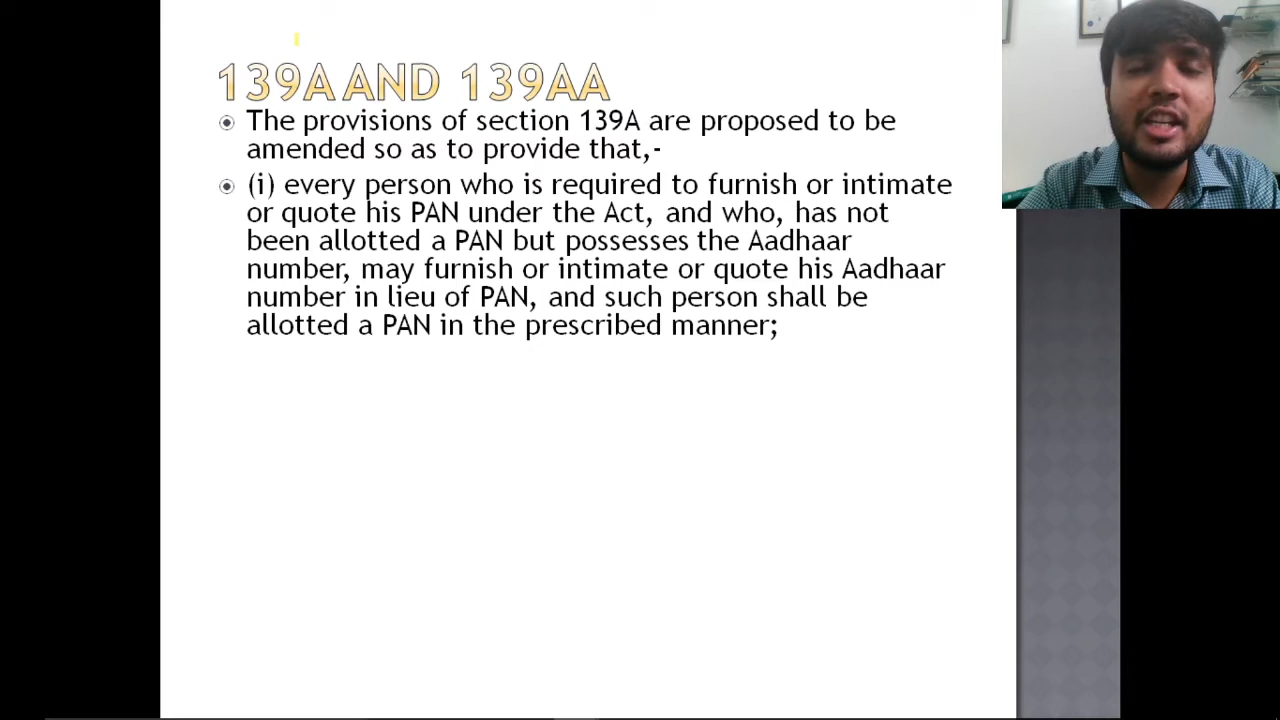 139A AND 139AA
The provisions of section 139A are proposed to be
amended so as to provide that,-
(i) every person who is required to furnish or intimate
or quote his PAN under the Act, and who, has not
been allotted a PAN but possesses the Aadhaar
number, may furnish or intimate or quote his Aadhaar
number in lieu of PAN, and such person shall be
allotted a PAN in the prescribed manner;